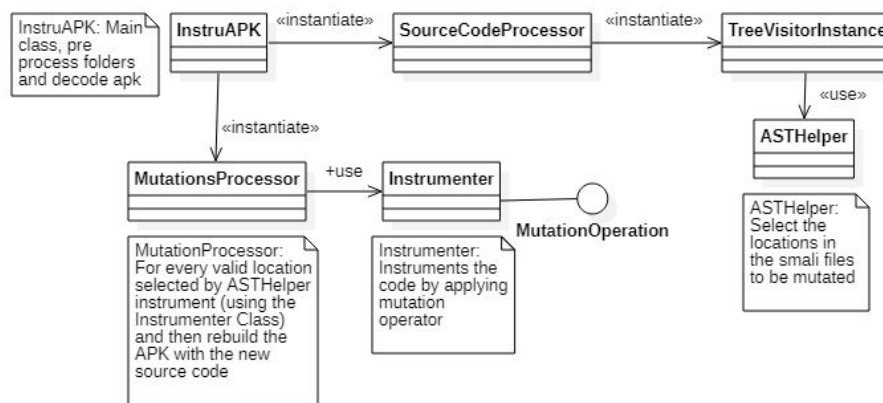 InstruAPK: Main
class, pre
process folders
and decode apk
InstruAPK
«instantiate»
SourceCodeProcessor
«instantiate»
TreeVisitorInstance
«use»
«instantiate»
ASTHelper
MutationsProcessor
+use
Instrumenter
MutationOperation
ASTHelper:
Select the
locations in
the smali files
to be mutated
MutationProcessor:
For every valid location
selected by ASTHelper
instrument (using the
Instrumenter Class)
and then rebuild the
APK with the new
source code
Instrumenter:
Instruments the
code by applying
mutation
operator